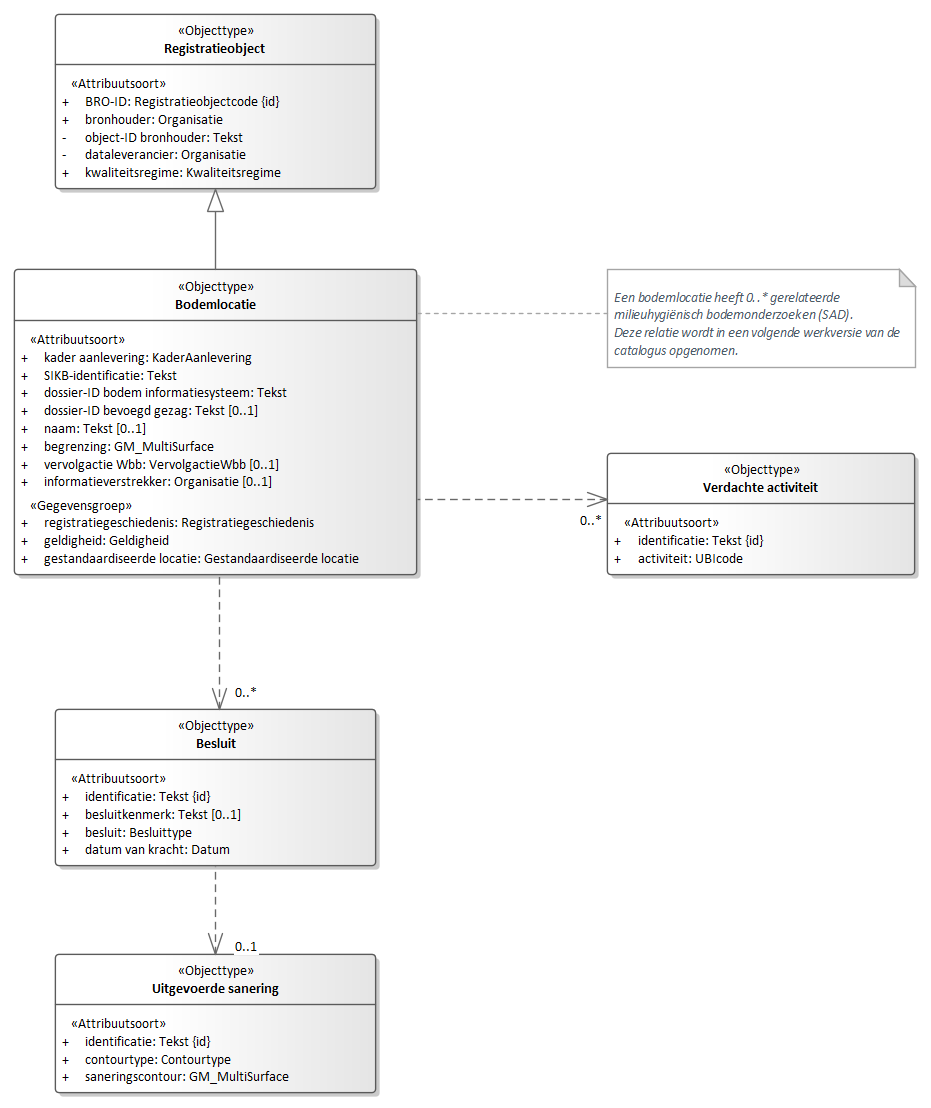 «Objecttype»
Registratieobject
«Attribuutsoort»
+ BRO-ID: Registratieobjectcode {id}
+ bronhouder: Organisatie
- object-ID bronhouder: Tekst
- dataleverancier: Organisatie
+ kwaliteitsregime: Kwaliteitsregime
«Objecttype»
Bodemlocatie
«Attribuutsoort»
+ kader aanlevering: KaderAanlevering
+ SIKB-identificatie: Tekst
+ dossier-ID bodem informatiesysteem: Tekst
+ dossier-ID bevoegd gezag: Tekst [0..1]
+ naam: Tekst [0..1]
+ begrenzing: GM_MultiSurface
+ vervolgactie Wbb: VervolgactieWbb [0..1]
+ informatieverstrekker: Organisatie [0..1]
«Gegevensgroep»
+ registratiegeschiedenis: Registratiegeschiedenis
+ geldigheid: Geldigheid
+ gestandaardiseerde locatie: Gestandaardiseerde locatie
Een bodemlocatie heeft 0..* gerelateerde
milieuhygiënisch bodemonderzoeken (SAD).
Deze relatie wordt in een volgende werkversie van de
catalogus opgenomen.
0..*
«Objecttype»
Verdachte activiteit
«Attribuutsoort»
+ identificatie: Tekst {id}
+ activiteit: UBIcode
0..*
«Objecttype»
Besluit
«Attribuutsoort»
+ identificatie: Tekst {id}
+ besluitkenmerk: Tekst [0..1]
+ besluit: Besluittype
+ datum van kracht: Datum
0..1
«Objecttype»
Uitgevoerde sanering
«Attribuutsoort»
+ identificatie: Tekst {id}
+ contourtype: Contourtype
+ saneringscontour: GM_MultiSurface